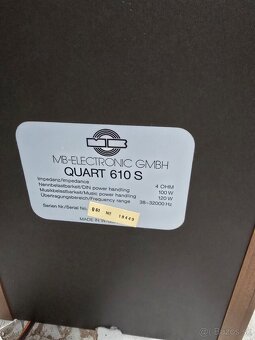 MB-ELECTRONIC GMBH
QUART 610 S
Impedanz/Impedance 4 OHM
Nennbelastbarkeit/DIN power handling 100 W
Musikbelastbarkeit/Music power handling 120 W
Übertragungsbereich/Frequency range 38-32000 Hz
Serien Nr./Serial No.
MADE IN